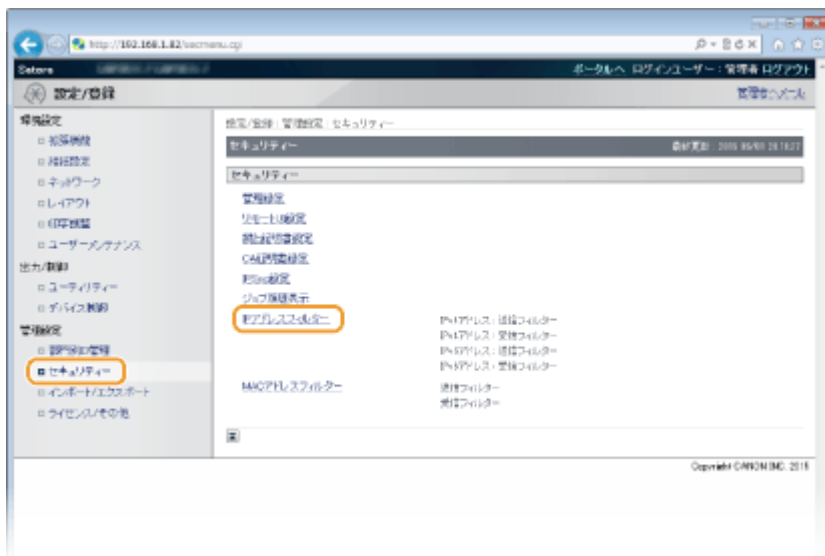 http://192.168.1.82/secmenu.cgi
Satera
ポータルへ ログインユーザー：管理者 ログアウト
設定/登録
管理者へメール
環境設定
拡張機能
給紙設定
ネットワーク
レイアウト
印字調整
ユーザーメンテナンス
出力/制御
ユーティリティー
デバイス制御
管理設定
部門別ID管理
セキュリティー
インポート/エクスポート
ライセンス/その他
設定/登録 : 管理設定 : セキュリティー
セキュリティー
最終更新 :
セキュリティー
管理設定
リモートUI設定
鍵と証明書設定
CA証明書設定
IPSec設定
ジョブ履歴表示
IPアドレスフィルター
IPv4アドレス : 送信フィルター
IPv4アドレス : 受信フィルター
IPv6アドレス : 送信フィルター
IPv6アドレス : 受信フィルター
MACアドレスフィルター
送信フィルター
受信フィルター
Copyright CANON INC. 2015